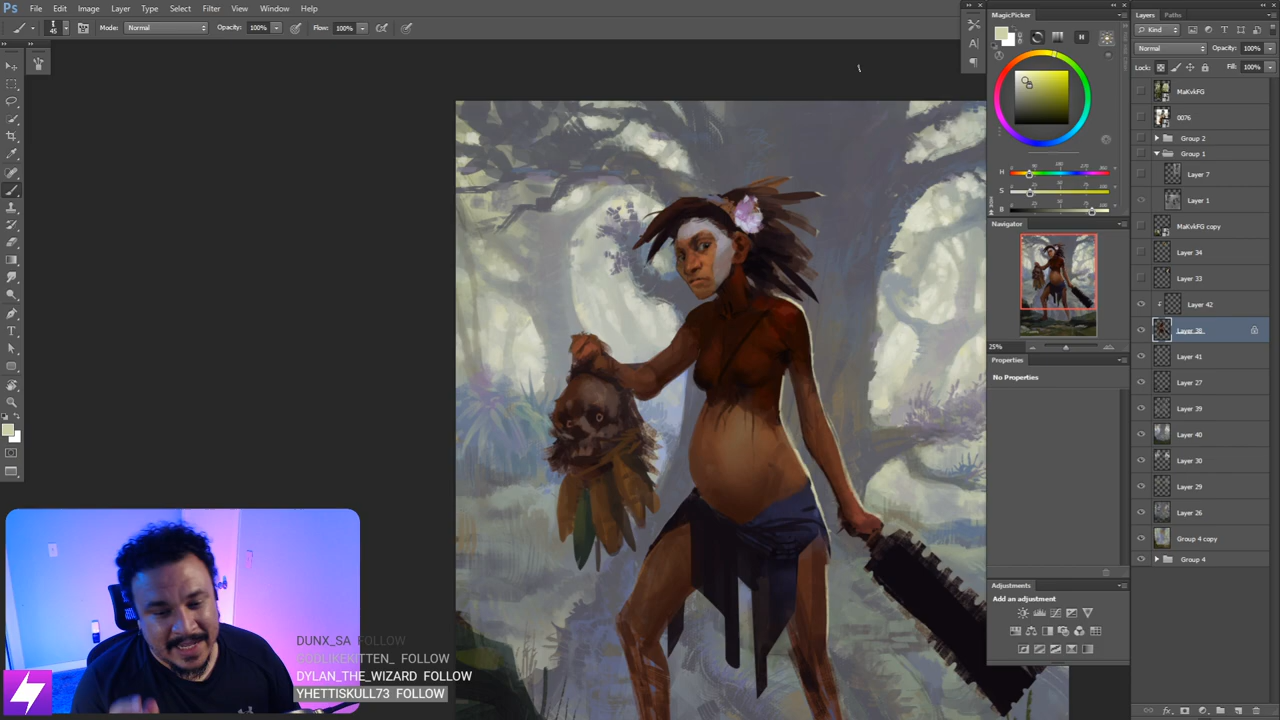 Ps File Edit Image Layer Type Select Filter View Window Help
45 Mode: Normal Opacity: 100% Flow: 100%
MagicPicker
H
H
S
B
Navigator
25%
Properties
No Properties
Adjustments
Add an adjustment
Layers Paths
Kind
Normal Opacity: 100%
Lock: Fill: 100%
MaKvkFG
0076
Group 2
Group 1
Layer 7
Layer 1
MaKvkFG copy
Layer 34
Layer 33
Layer 42
Layer 38
Layer 41
Layer 27
Layer 39
Layer 40
Layer 30
Layer 29
Layer 26
Group 4 copy
Group 4
fx
DUNX_SA FOLLOW
GODLIKEKITTEN_ FOLLOW
DYLAN_THE_WIZARD FOLLOW
YHETTISKULL73 FOLLOW